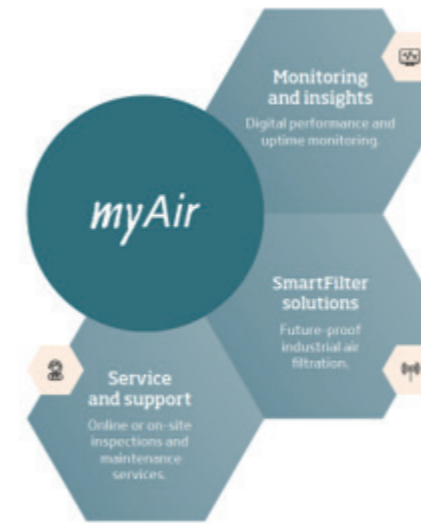 Monitoring
and insights
Digital performance and
uptime monitoring.
myAir
SmartFilter
solutions
Future-proof
industrial air
filtration.
Service
and support
Online or on-site
inspections and
maintenance
services.